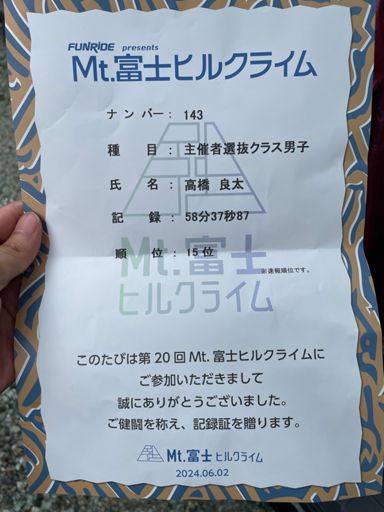 FUNRiDE presents
Mt.富士ヒルクライム
ナンバー: 143
種 目: 主催者選抜クラス男子
氏 名: 高橋 良太
記 録: 58分37秒87
順 位: 15位
Mt.富士
ヒルクライム
※速報順位です。
このたびは第20回Mt.富士ヒルクライムに
ご参加いただきまして
誠にありがとうございました。
ご健闘を称え、記録証を贈ります。
Mt.富士ヒルクライム
2024.06.02